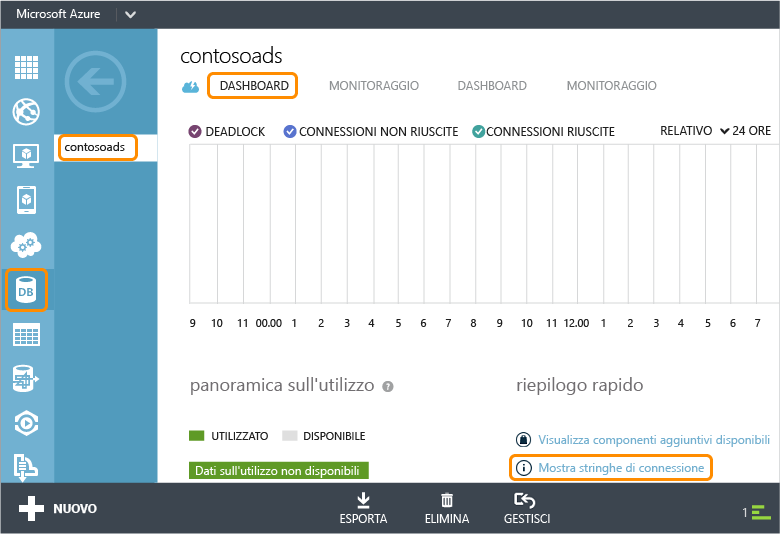 Microsoft Azure
contosoads
contosoads
DASHBOARD MONITORAGGIO DASHBOARD MONITORAGGIO
DEADLOCK CONNESSIONI NON RIUSCITE CONNESSIONI RIUSCITE RELATIVO 24 ORE
9 10 11 00.00 1 2 3 4 5 6 7 8 9 10 11 12.00 1 2 3 4 5 6 7
DB
panoramica sull'utilizzo ? riepilogo rapido
UTILIZZATO DISPONIBILE
Visualizza componenti aggiuntivi disponibili
Dati sull'utilizzo non disponibili
Mostra stringhe di connessione
NUOVO
ESPORTA ELIMINA GESTISCI
1